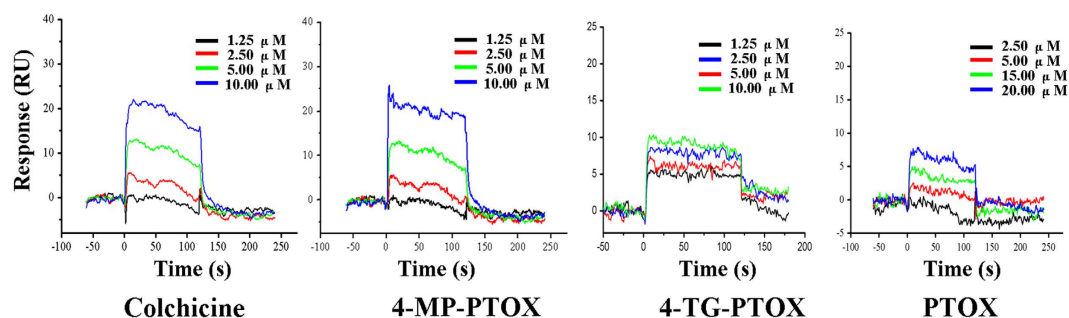 Response (RU)
40
30
20
10
0
-100
-50
0
50
100
150
200
250
1.25 μ M
2.50 μ M
5.00 μ M
10.00 μ M
Time (s)
Colchicine
40
30
20
10
0
-100
-50
0
50
100
150
200
250
1.25 μ M
2.50 μ M
5.00 μ M
10.00 μ M
Time (s)
4-MP-PTOX
25
20
15
10
5
0
-50
0
50
100
150
200
1.25 μ M
2.50 μ M
5.00 μ M
10.00 μ M
Time (s)
4-TG-PTOX
25
20
15
10
5
0
-5
-100
-50
0
50
100
150
200
250
2.50 μ M
5.00 μ M
15.00 μ M
20.00 μ M
Time (s)
PTOX